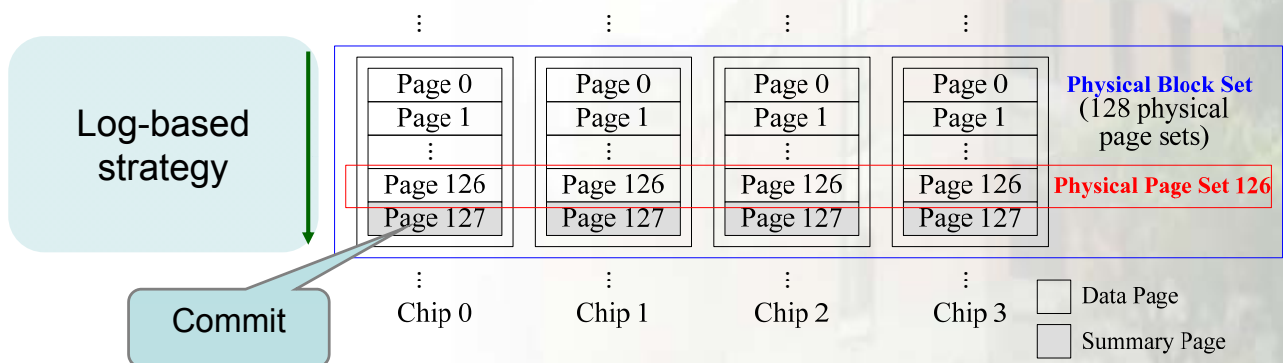 ⋮ ⋮ ⋮ ⋮
Log-based
strategy
Page 0 Page 0 Page 0 Page 0
Page 1 Page 1 Page 1 Page 1
⋮ ⋮ ⋮ ⋮
Page 126 Page 126 Page 126 Page 126
Page 127 Page 127 Page 127 Page 127
Physical Block Set
(128 physical
page sets)
Physical Page Set 126
⋮ ⋮ ⋮ ⋮
Commit
Chip 0 Chip 1 Chip 2 Chip 3
Data Page
Summary Page